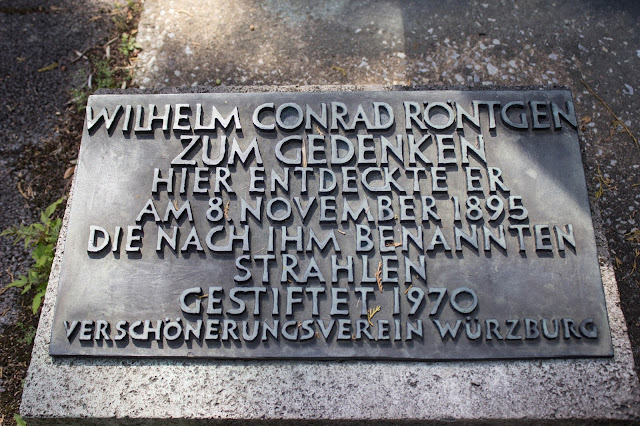 WILHELM CONRAD RÖNTGEN
ZUM GEDENKEN
HIER ENTDECKTE ER
AM 8 NOVEMBER 1895
DIE NACH IHM BENANNTEN
STRAHLEN
GESTIFTET 1970
VERSCHÖNERUNGSVEREIN WÜRZBURG